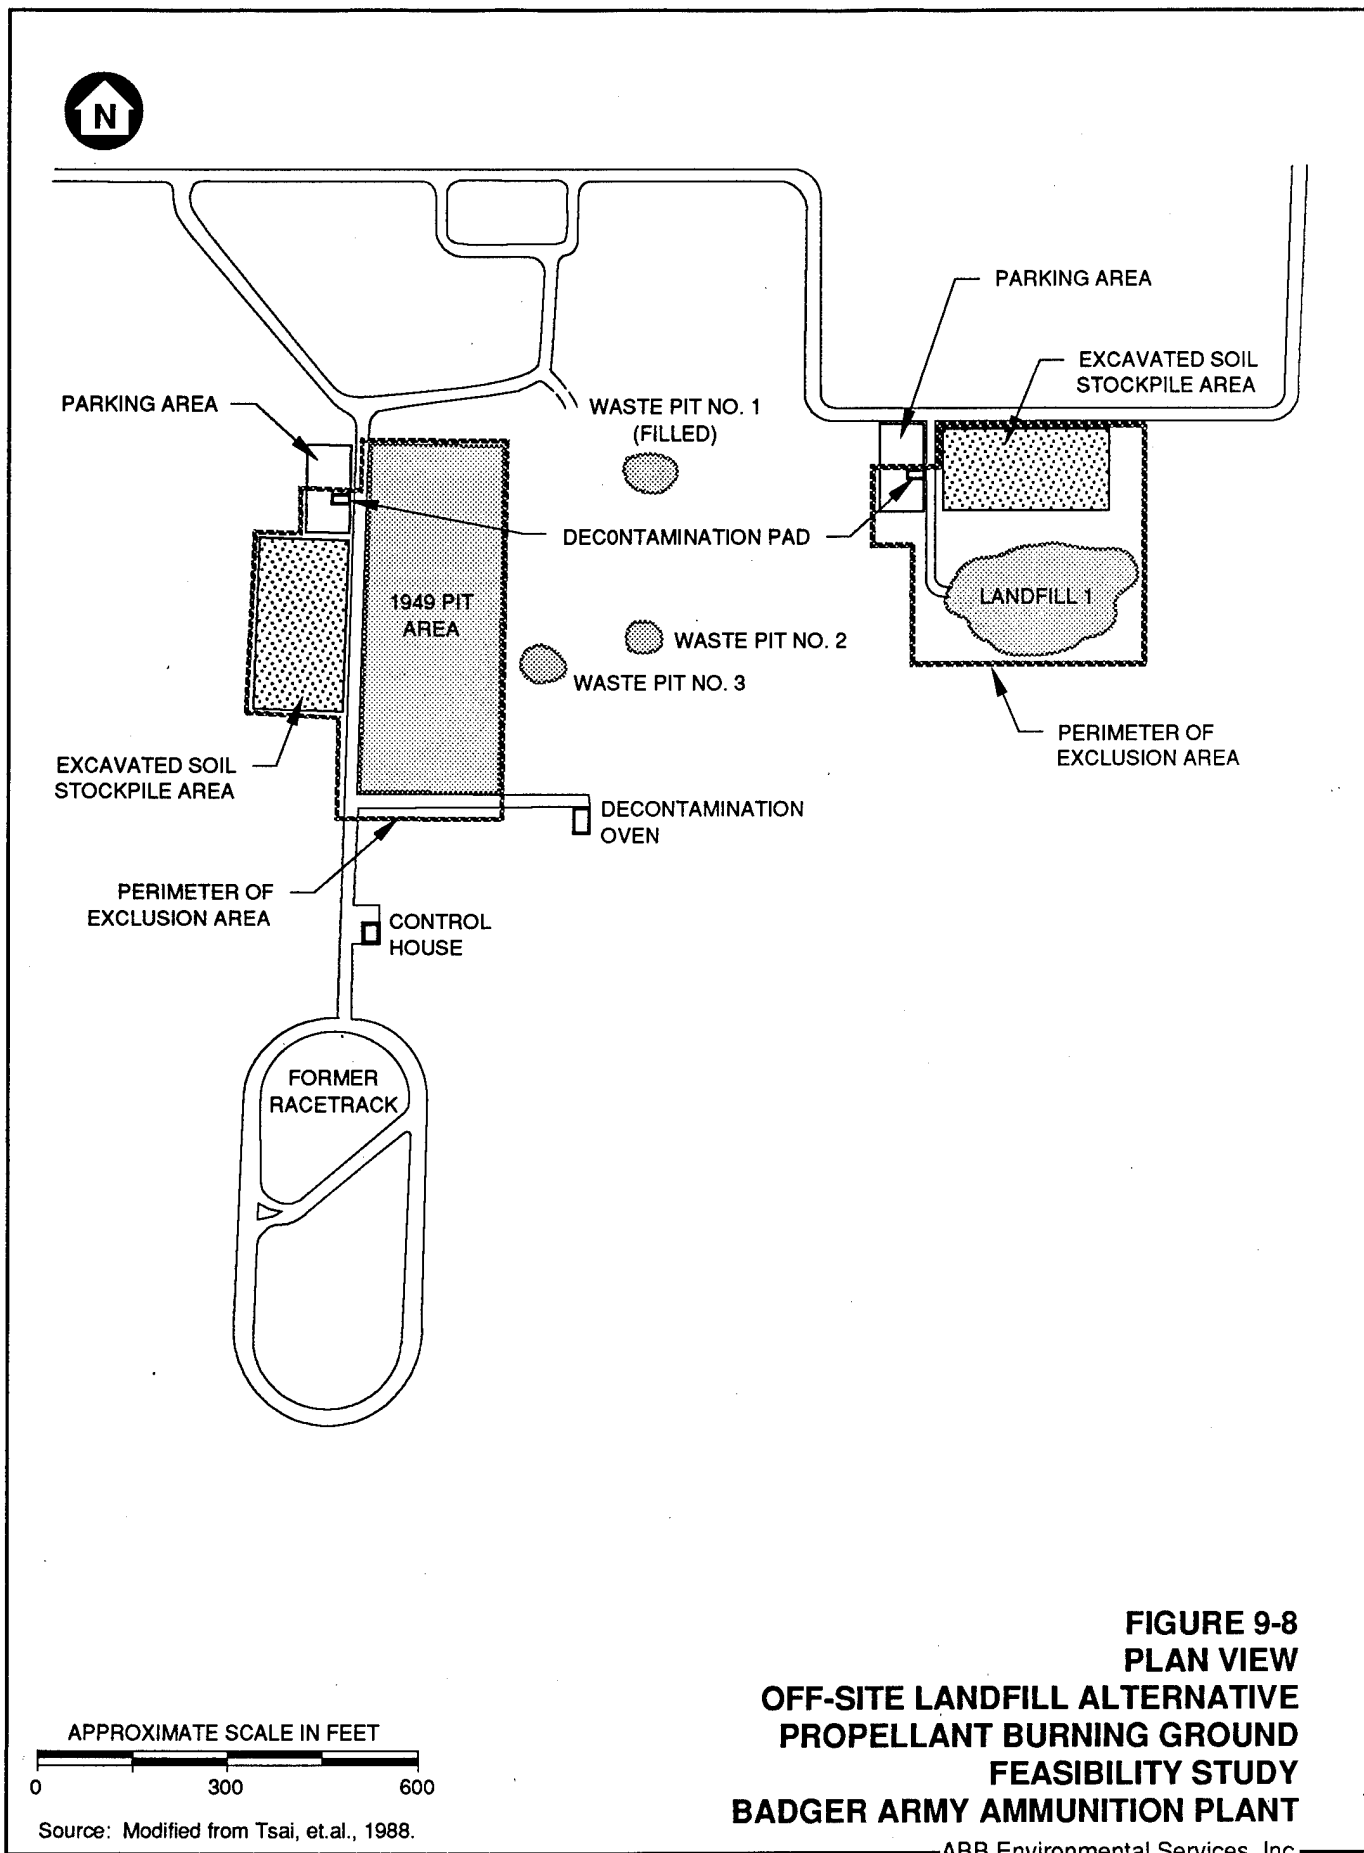 N
PARKING AREA
EXCAVATED SOIL
STOCKPILE AREA
PARKING AREA
WASTE PIT NO. 1
(FILLED)
DECONTAMINATION PAD
1949 PIT
AREA
LANDFILL 1
WASTE PIT NO. 2
WASTE PIT NO. 3
PERIMETER OF
EXCLUSION AREA
EXCAVATED SOIL
STOCKPILE AREA
DECONTAMINATION
OVEN
PERIMETER OF
EXCLUSION AREA
CONTROL
HOUSE
FORMER
RACETRACK
FIGURE 9-8
PLAN VIEW
OFF-SITE LANDFILL ALTERNATIVE
PROPELLANT BURNING GROUND
FEASIBILITY STUDY
BADGER ARMY AMMUNITION PLANT
APPROXIMATE SCALE IN FEET
0 300 600
Source: Modified from Tsai, et.al., 1988.
ABB Environmental Services, Inc.